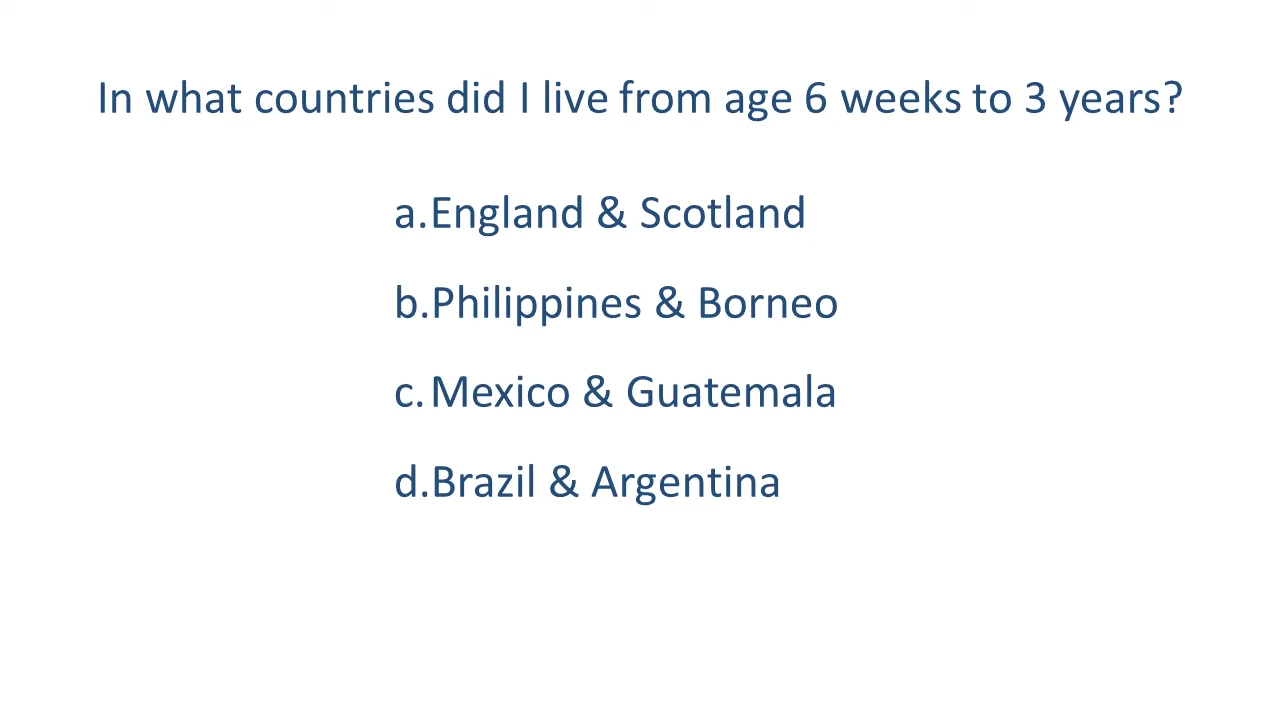 In what countries did I live from age 6 weeks to 3 years?
a. England & Scotland
b. Philippines & Borneo
c. Mexico & Guatemala
d. Brazil & Argentina